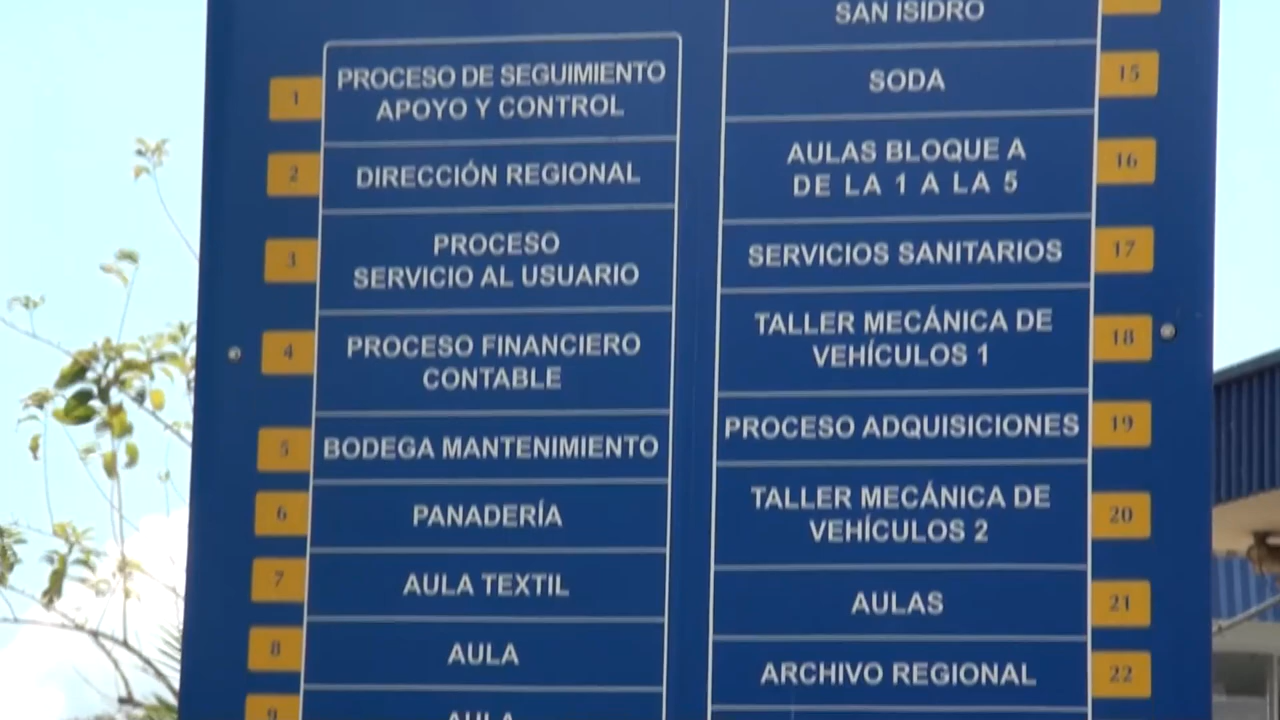 1
PROCESO DE SEGUIMIENTO
APOYO Y CONTROL
2
DIRECCIÓN REGIONAL
3
PROCESO
SERVICIO AL USUARIO
4
PROCESO FINANCIERO
CONTABLE
5
BODEGA MANTENIMIENTO
6
PANADERÍA
7
AULA TEXTIL
8
AULA
9
AULA
SAN ISIDRO
SODA
15
AULAS BLOQUE A
DE LA 1 A LA 5
16
SERVICIOS SANITARIOS
17
TALLER MECÁNICA DE
VEHÍCULOS 1
18
PROCESO ADQUISICIONES
19
TALLER MECÁNICA DE
VEHÍCULOS 2
20
AULAS
21
ARCHIVO REGIONAL
22